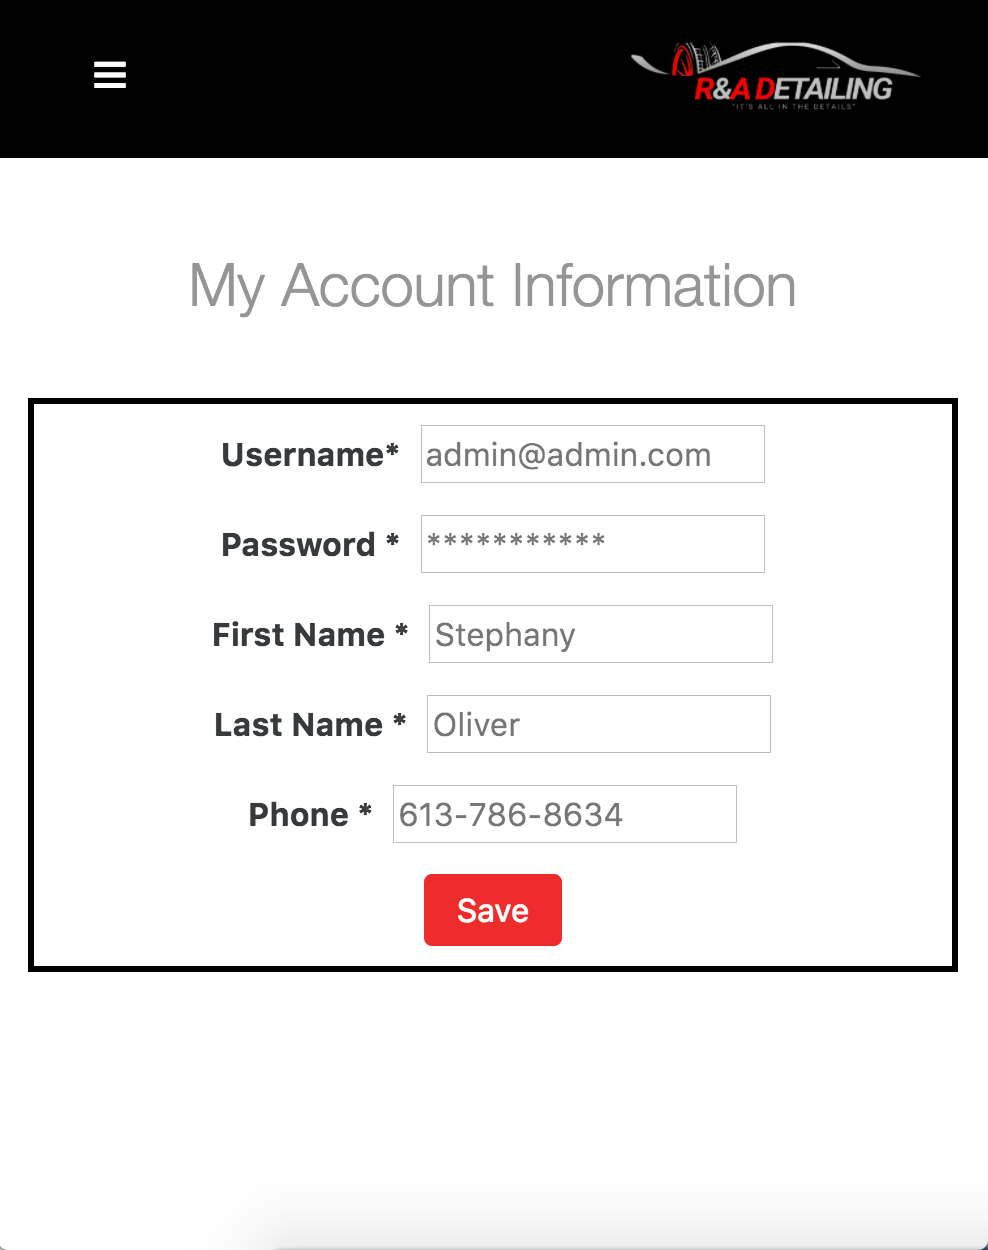 R&A DETAILING
"IT'S ALL IN THE DETAILS"
My Account Information
Username* admin@admin.com
Password * ***********
First Name * Stephany
Last Name * Oliver
Phone * 613-786-8634
Save